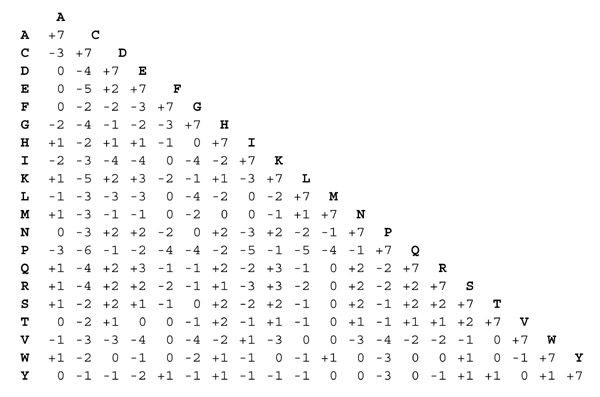 A
A +7 C
C -3 +7 D
D 0 -4 +7 E
E 0 -5 +2 +7 F
F 0 -2 -2 -3 +7 G
G -2 -4 -1 -2 -3 +7 H
H +1 -2 +1 +1 -1 0 +7 I
I -2 -3 -4 -4 0 -4 -2 +7 K
K +1 -5 +2 +3 -2 -1 +1 -3 +7 L
L -1 -3 -3 -3 0 -4 -2 0 -2 +7 M
M +1 -3 -1 -1 0 -2 0 0 -1 +1 +7 N
N 0 -3 +2 +2 -2 0 +2 -3 +2 -2 -1 +7 P
P -3 -6 -1 -2 -4 -4 -2 -5 -1 -5 -4 -1 +7 Q
Q +1 -4 +2 +3 -1 -1 +2 -2 +3 -1 0 +2 -2 +7 R
R +1 -4 +2 +2 -2 -1 +1 -3 +3 -2 0 +2 -2 +2 +7 S
S +1 -2 +2 +1 -1 0 +2 -2 +2 -1 0 +2 -1 +2 +2 +7 T
T 0 -2 +1 0 0 -1 +2 -1 +1 -1 0 +1 -1 +1 +1 +2 +7 V
V -1 -3 -3 -4 0 -4 -2 +1 -3 0 0 -3 -4 -2 -2 -1 0 +7 W
W +1 -2 0 -1 0 -2 +1 -1 0 -1 +1 0 -3 0 0 +1 0 -1 +7 Y
Y 0 -1 -1 -2 +1 -1 +1 -1 -1 -1 0 0 -3 0 -1 +1 +1 0 +1 +7